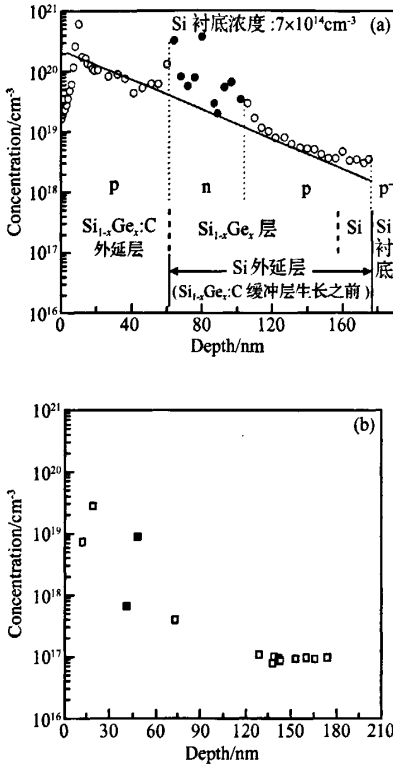 Si 衬底浓度:7×10¹⁴cm⁻³ (a)
10²¹
10²⁰
10¹⁹
10¹⁸
10¹⁷
10¹⁶
Concentration/cm⁻³
p n p p⁻
Si₁₋ₓGeₓ:C
外延层
Si₁₋ₓGeₓ 层
Si
Si
衬
底
Si 外延层
(Si₁₋ₓGeₓ:C 缓冲层生长之前)
0 40 80 120 160
Depth/nm
(b)
10²¹
10²⁰
10¹⁹
10¹⁸
10¹⁷
10¹⁶
Concentration/cm⁻³
0 30 60 90 120 150 180 210
Depth/nm